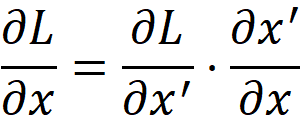 ∂L/∂x = ∂L/∂x′ · ∂x′/∂x